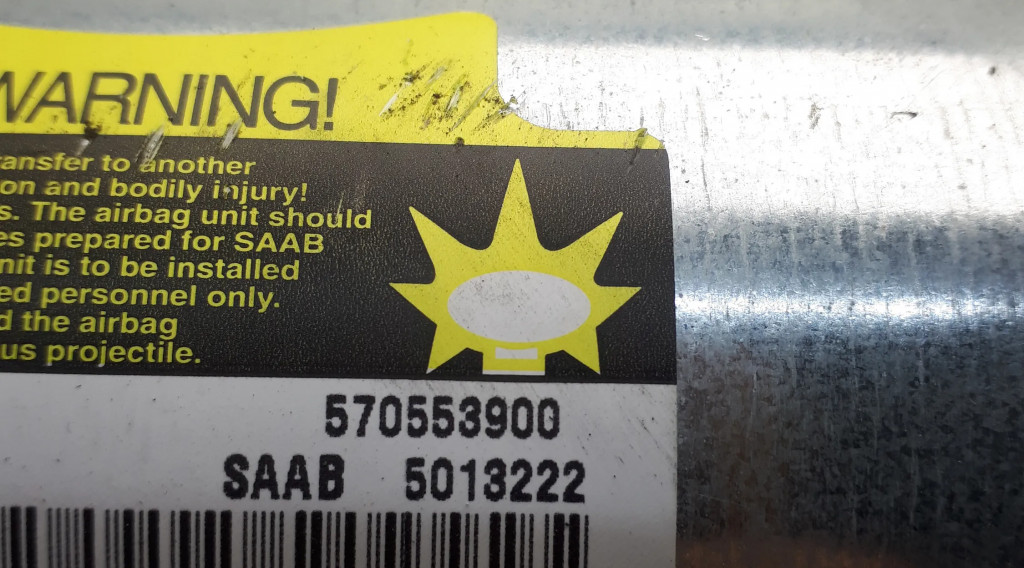 WARNING!
ransfer to another
on and bodily injury!
s. The airbag unit should
es prepared for SAAB
nit is to be installed
ed personnel only.
d the airbag
us projectile.
570553900
SAAB 5013222